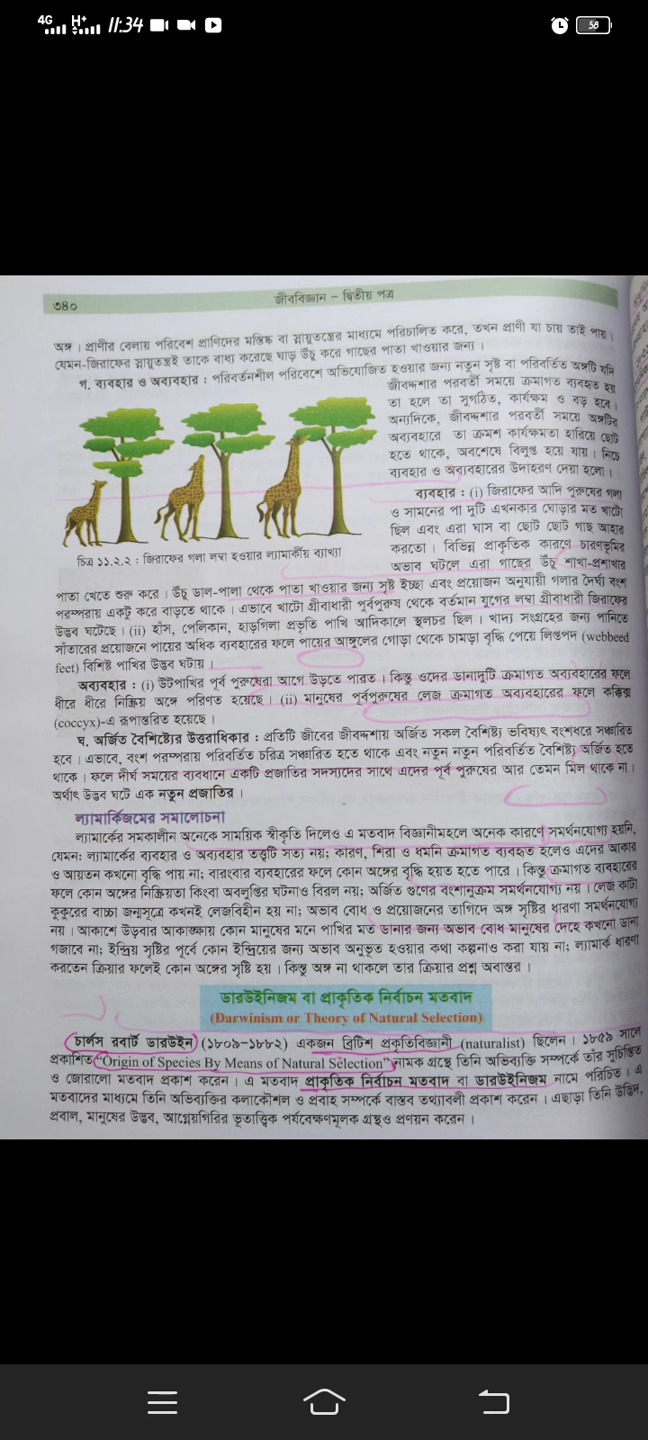 4G H+ 11:34 58
৩৪০ জীববিজ্ঞান – দ্বিতীয় পত্র
অঙ্গ। প্রাণীর বেলায় পরিবেশ প্রাণিদের মস্তিষ্ক বা স্নায়ুতন্ত্রের মাধ্যমে পরিচালিত করে, তখন প্রাণী যা চায় তাই পায়।
যেমন-জিরাফের স্নায়ুতন্ত্রই তাকে বাধ্য করেছে ঘাড় উঁচু করে গাছের পাতা খাওয়ার জন্য।
গ. ব্যবহার ও অব্যবহার : পরিবর্তনশীল পরিবেশে অভিযোজিত হওয়ার জন্য নতুন সৃষ্ট বা পরিবর্তিত অঙ্গটি যদি
জীবদ্দশার পরবর্তী সময়ে ক্রমাগত ব্যবহৃত হয়
তা হলে তা সুগঠিত, কার্যক্ষম ও বড় হবে।
অন্যদিকে, জীবদ্দশার পরবর্তী সময়ে অঙ্গটির
অব্যবহারে তা ক্রমশ কার্যক্ষমতা হারিয়ে ছোট
হতে থাকে, অবশেষে বিলুপ্ত হয়ে যায়। নিচে
ব্যবহার ও অব্যবহারের উদাহরণ দেয়া হলো।
ব্যবহার : (i) জিরাফের আদি পুরুষের গলা
ও সামনের পা দুটি এখনকার ঘোড়ার মত খাটো
ছিল এবং এরা ঘাস বা ছোট ছোট গাছ আহার
করতো। বিভিন্ন প্রাকৃতিক কারণে চারণভূমির
অভাব ঘটলে এরা গাছের উঁচু শাখা-প্রশাখার
চিত্র ১১.২.২ : জিরাফের গলা লম্বা হওয়ার ল্যামার্কীয় ব্যাখ্যা
পাতা খেতে শুরু করে। উঁচু ডাল-পালা থেকে পাতা খাওয়ার জন্য সৃষ্ট ইচ্ছা এবং প্রয়োজন অনুযায়ী গলার দৈর্ঘ্য বংশ
পরম্পরায় একটু করে বাড়তে থাকে। এভাবে খাটো গ্রীবাধারী পূর্বপুরুষ থেকে বর্তমান যুগের লম্বা গ্রীবাধারী জিরাফের
উদ্ভব ঘটেছে। (ii) হাঁস, পেলিকান, হাড়গিলা প্রভৃতি পাখি আদিকালে স্থলচর ছিল। খাদ্য সংগ্রহের জন্য পানিতে
সাঁতারের প্রয়োজনে পায়ের অধিক ব্যবহারের ফলে পায়ের আঙ্গুলের গোড়া থেকে চামড়া বৃদ্ধি পেয়ে লিপ্তপদ (webbeed
feet) বিশিষ্ট পাখির উদ্ভব ঘটায়।
অব্যবহার : (i) উটপাখির পূর্ব পুরুষেরা আগে উড়তে পারত। কিন্তু ওদের ডানাদুটি ক্রমাগত অব্যবহারের ফলে
ধীরে ধীরে নিষ্ক্রিয় অঙ্গে পরিণত হয়েছে। (ii) মানুষের পূর্বপুরুষের লেজ ক্রমাগত অব্যবহারের ফলে কক্কিক্স
(coccyx)-এ রূপান্তরিত হয়েছে।
ঘ. অর্জিত বৈশিষ্ট্যের উত্তরাধিকার : প্রতিটি জীবের জীবদ্দশায় অর্জিত সকল বৈশিষ্ট্য ভবিষ্যৎ বংশধরে সঞ্চারিত
হবে। এভাবে, বংশ পরম্পরায় পরিবর্তিত চরিত্র সঞ্চারিত হতে থাকে এবং নতুন নতুন পরিবর্তিত বৈশিষ্ট্য অর্জিত হতে
থাকে। ফলে দীর্ঘ সময়ের ব্যবধানে একটি প্রজাতির সদস্যদের সাথে এদের পূর্ব পুরুষের আর তেমন মিল থাকে না।
অর্থাৎ উদ্ভব ঘটে এক নতুন প্রজাতির।
ল্যামার্কিজমের সমালোচনা
ল্যামার্কের সমকালীন অনেকে সাময়িক স্বীকৃতি দিলেও এ মতবাদ বিজ্ঞানীমহলে অনেক কারণে সমর্থনযোগ্য হয়নি,
যেমন: ল্যামার্কের ব্যবহার ও অব্যবহার তত্ত্বটি সত্য নয়; কারণ, শিরা ও ধমনি ক্রমাগত ব্যবহৃত হলেও এদের আকার
ও আয়তন কখনো বৃদ্ধি পায় না; বারংবার ব্যবহারের ফলে কোন অঙ্গের বৃদ্ধি হয়ত হতে পারে। কিন্তু ক্রমাগত ব্যবহারের
ফলে কোন অঙ্গের নিষ্ক্রিয়তা কিংবা অবলুপ্তির ঘটনাও বিরল নয়; অর্জিত গুণের বংশানুক্রম সমর্থনযোগ্য নয়। লেজ কাটা
কুকুরের বাচ্চা জন্মসূত্রে কখনই লেজবিহীন হয় না; অভাব বোধ ও প্রয়োজনের তাগিদে অঙ্গ সৃষ্টির ধারণা সমর্থনযোগ্য
নয়। আকাশে উড়বার আকাঙ্ক্ষায় কোন মানুষের মনে পাখির মত ডানার জন্য অভাব বোধ মানুষের দেহে কখনো ডানা
গজাবে না; ইন্দ্রিয় সৃষ্টির পূর্বে কোন ইন্দ্রিয়ের জন্য অভাব অনুভূত হওয়ার কথা কল্পনাও করা যায় না; ল্যামার্ক ধারণা
করতেন ক্রিয়ার ফলেই কোন অঙ্গের সৃষ্টি হয়। কিন্তু অঙ্গ না থাকলে তার ক্রিয়ার প্রশ্ন অবান্তর।
ডারউইনিজম বা প্রাকৃতিক নির্বাচন মতবাদ
(Darwinism or Theory of Natural Selection)
চার্লস রবার্ট ডারউইন (১৮০৯-১৮৮২) একজন ব্রিটিশ প্রকৃতিবিজ্ঞানী (naturalist) ছিলেন। ১৮৫৯ সালে
প্রকাশিত “Origin of Species By Means of Natural Selection” নামক গ্রন্থে তিনি অভিব্যক্তি সম্পর্কে তাঁর সুচিন্তিত
ও জোরালো মতবাদ প্রকাশ করেন। এ মতবাদ প্রাকৃতিক নির্বাচন মতবাদ বা ডারউইনিজম নামে পরিচিত। এ
মতবাদের মাধ্যমে তিনি অভিব্যক্তির কলাকৌশল ও প্রবাহ সম্পর্কে বাস্তব তথ্যাবলী প্রকাশ করেন। এছাড়া তিনি উদ্ভিদ,
প্রবাল, মানুষের উদ্ভব, আগ্নেয়গিরির ভূতাত্ত্বিক পর্যবেক্ষণমূলক গ্রন্থও প্রণয়ন করেন।